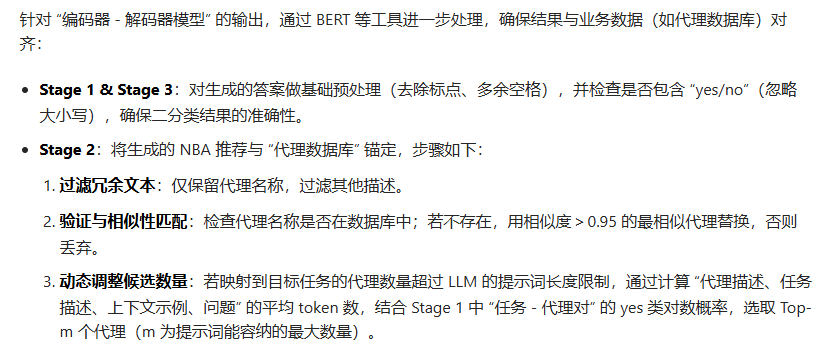 针对 “编码器 - 解码器模型” 的输出，通过 BERT 等工具进一步处理，确保结果与业务数据（如代理数据库）对
齐：
• Stage 1 & Stage 3：对生成的答案做基础预处理（去除标点、多余空格），并检查是否包含 “yes/no”（忽略
大小写），确保二分类结果的准确性。
• Stage 2：将生成的 NBA 推荐与 “代理数据库” 锚定，步骤如下：
1. 过滤冗余文本：仅保留代理名称，过滤其他描述。
2. 验证与相似性匹配：检查代理名称是否在数据库中；若不存在，用相似度 > 0.95 的最相似代理替换，否则
丢弃。
3. 动态调整候选数量：若映射到目标任务的代理数量超过 LLM 的提示词长度限制，通过计算 “代理描述、任务
描述、上下文示例、问题” 的平均 token 数，结合 Stage 1 中 “任务 - 代理对” 的 yes 类对数概率，选取 Top-
m 个代理（m 为提示词能容纳的最大数量）。